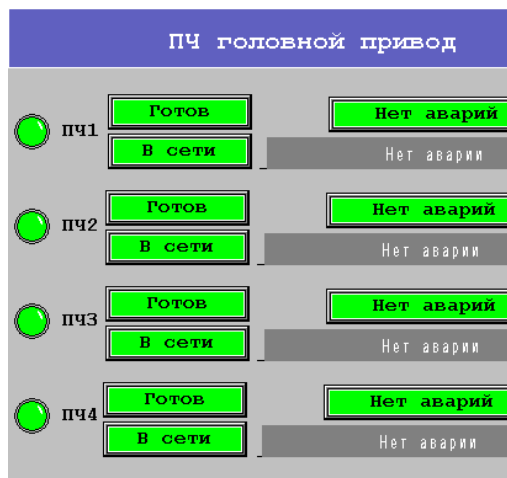 ПЧ головной привод
Готов Нет аварий
ПЧ1
В сети Нет аварии
Готов Нет аварий
ПЧ2
В сети Нет аварии
Готов Нет аварий
ПЧ3
В сети Нет аварии
Готов Нет аварий
ПЧ4
В сети Нет аварии